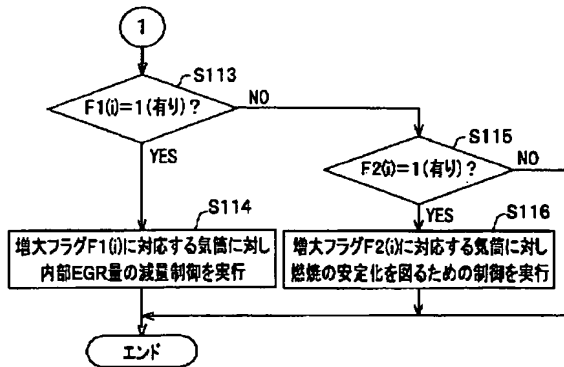 1
S113
F1(i)=1(有り)?
NO
YES
S115
F2(i)=1(有り)?
NO
YES
S114
増大フラグF1(i)に対応する気筒に対し
内部EGR量の減量制御を実行
S116
増大フラグF2(i)に対応する気筒に対し
燃焼の安定化を図るための制御を実行
エンド